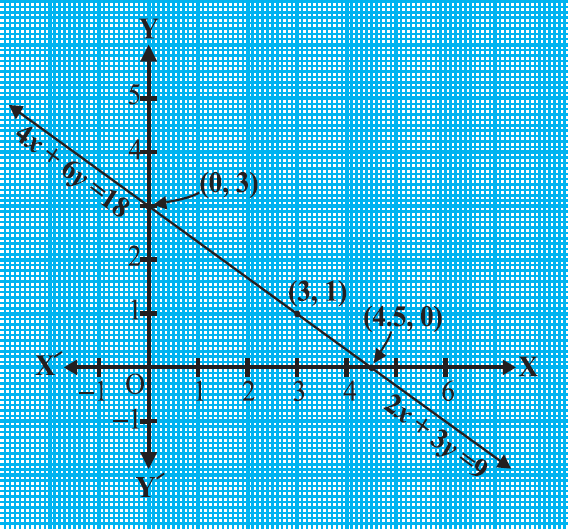 Y
5
4
4x + 6y = 18
(0, 3)
2
(3, 1)
1
(4.5, 0)
X′
–1
O
1
2
3
4
6
X
–1
2x + 3y = 9
Y′